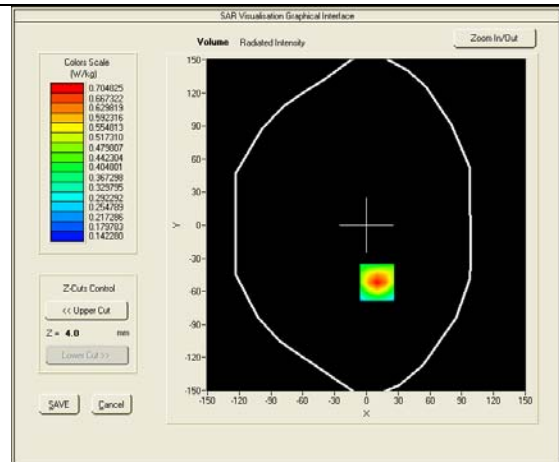 SAR Visualisation Graphical Interface
Volume Radiated Intensity
Zoom In/Out
Colors Scale
(W/kg)
0.704825
0.667322
0.629819
0.592316
0.554813
0.517310
0.479807
0.442304
0.404801
0.367298
0.329795
0.292292
0.254789
0.217286
0.179783
0.142280
Z-Cuts Control
<< Upper Cut
Z = 4.0 mm
Lower Cut >>
SAVE
Cancel
150
120
90
60
30
0
-30
-60
-90
-120
-150
Y
-150 -120 -90 -60 -30 0 30 60 90 120 150
X